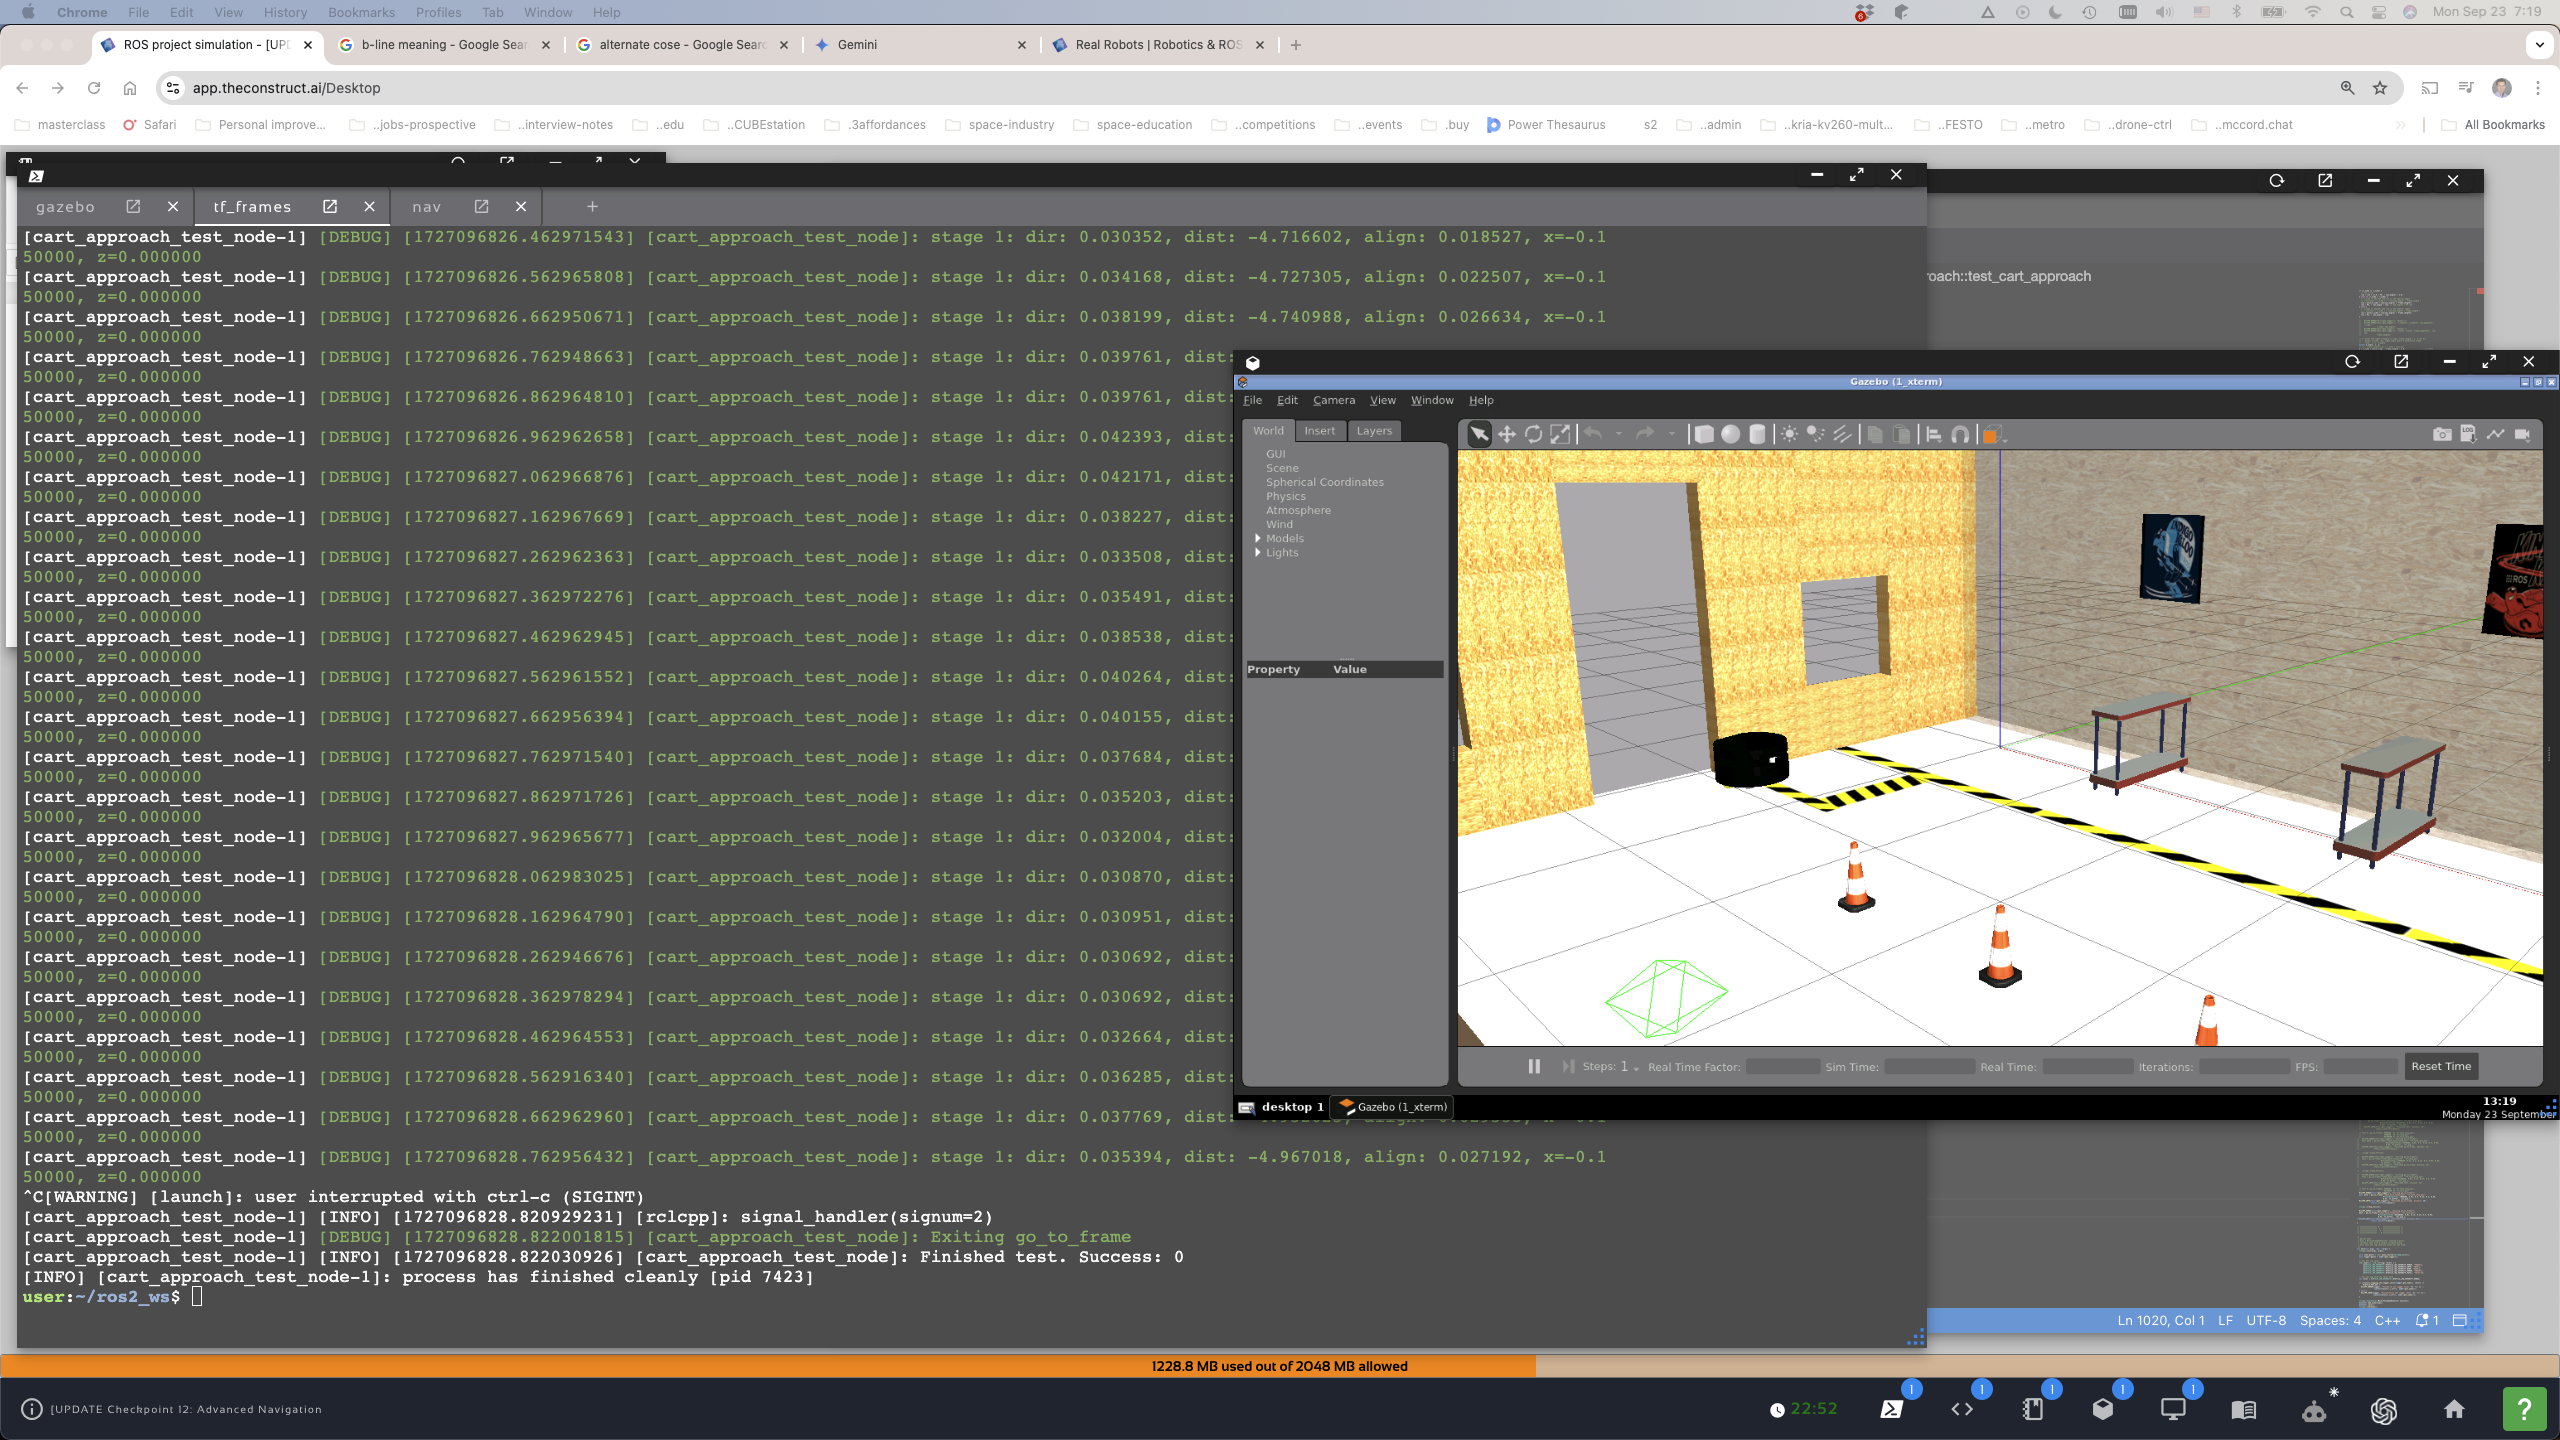 Chrome File Edit View History Bookmarks Profiles Tab Window Help
Mon Sep 23 7:19
ROS project simulation - [UPD
b-line meaning - Google Sear
alternate cose - Google Searc
Gemini
Real Robots | Robotics & ROS
app.theconstruct.ai/Desktop
masterclass Safari Personal improve... ..jobs-prospective ..interview-notes ..edu ..CUBEstation .3affordances space-industry space-education ..competitions ..events .buy Power Thesaurus s2 ..admin ..kria-kv260-mult... ..FESTO ..metro ..drone-ctrl ..mccord.chat » All Bookmarks
gazebo tf_frames nav +
[cart_approach_test_node-1] [DEBUG] [1727096826.462971543] [cart_approach_test_node]: stage 1: dir: 0.030352, dist: -4.716602, align: 0.018527, x=-0.1
50000, z=0.000000
[cart_approach_test_node-1] [DEBUG] [1727096826.562965808] [cart_approach_test_node]: stage 1: dir: 0.034168, dist: -4.727305, align: 0.022507, x=-0.1
50000, z=0.000000
[cart_approach_test_node-1] [DEBUG] [1727096826.662950671] [cart_approach_test_node]: stage 1: dir: 0.038199, dist: -4.740988, align: 0.026634, x=-0.1
50000, z=0.000000
[cart_approach_test_node-1] [DEBUG] [1727096826.762948663] [cart_approach_test_node]: stage 1: dir: 0.039761, dist:
50000, z=0.000000
[cart_approach_test_node-1] [DEBUG] [1727096826.862964810] [cart_approach_test_node]: stage 1: dir: 0.039761, dist:
50000, z=0.000000
[cart_approach_test_node-1] [DEBUG] [1727096826.962962658] [cart_approach_test_node]: stage 1: dir: 0.042393, dist:
50000, z=0.000000
[cart_approach_test_node-1] [DEBUG] [1727096827.062966876] [cart_approach_test_node]: stage 1: dir: 0.042171, dist:
50000, z=0.000000
[cart_approach_test_node-1] [DEBUG] [1727096827.162967669] [cart_approach_test_node]: stage 1: dir: 0.038227, dist:
50000, z=0.000000
[cart_approach_test_node-1] [DEBUG] [1727096827.262962363] [cart_approach_test_node]: stage 1: dir: 0.033508, dist:
50000, z=0.000000
[cart_approach_test_node-1] [DEBUG] [1727096827.362972276] [cart_approach_test_node]: stage 1: dir: 0.035491, dist:
50000, z=0.000000
[cart_approach_test_node-1] [DEBUG] [1727096827.462962945] [cart_approach_test_node]: stage 1: dir: 0.038538, dist:
50000, z=0.000000
[cart_approach_test_node-1] [DEBUG] [1727096827.562961552] [cart_approach_test_node]: stage 1: dir: 0.040264, dist:
50000, z=0.000000
[cart_approach_test_node-1] [DEBUG] [1727096827.662956394] [cart_approach_test_node]: stage 1: dir: 0.040155, dist:
50000, z=0.000000
[cart_approach_test_node-1] [DEBUG] [1727096827.762971540] [cart_approach_test_node]: stage 1: dir: 0.037684, dist:
50000, z=0.000000
[cart_approach_test_node-1] [DEBUG] [1727096827.862971726] [cart_approach_test_node]: stage 1: dir: 0.035203, dist:
50000, z=0.000000
[cart_approach_test_node-1] [DEBUG] [1727096827.962965677] [cart_approach_test_node]: stage 1: dir: 0.032004, dist:
50000, z=0.000000
[cart_approach_test_node-1] [DEBUG] [1727096828.062983025] [cart_approach_test_node]: stage 1: dir: 0.030870, dist:
50000, z=0.000000
[cart_approach_test_node-1] [DEBUG] [1727096828.162964790] [cart_approach_test_node]: stage 1: dir: 0.030951, dist:
50000, z=0.000000
[cart_approach_test_node-1] [DEBUG] [1727096828.262946676] [cart_approach_test_node]: stage 1: dir: 0.030692, dist:
50000, z=0.000000
[cart_approach_test_node-1] [DEBUG] [1727096828.362978294] [cart_approach_test_node]: stage 1: dir: 0.030692, dist:
50000, z=0.000000
[cart_approach_test_node-1] [DEBUG] [1727096828.462964553] [cart_approach_test_node]: stage 1: dir: 0.032664, dist:
50000, z=0.000000
[cart_approach_test_node-1] [DEBUG] [1727096828.562916340] [cart_approach_test_node]: stage 1: dir: 0.036285, dist:
50000, z=0.000000
[cart_approach_test_node-1] [DEBUG] [1727096828.662962960] [cart_approach_test_node]: stage 1: dir: 0.037769, dist:
50000, z=0.000000
[cart_approach_test_node-1] [DEBUG] [1727096828.762956432] [cart_approach_test_node]: stage 1: dir: 0.035394, dist: -4.967018, align: 0.027192, x=-0.1
50000, z=0.000000
^C[WARNING] [launch]: user interrupted with ctrl-c (SIGINT)
[cart_approach_test_node-1] [INFO] [1727096828.820929231] [rclcpp]: signal_handler(signum=2)
[cart_approach_test_node-1] [DEBUG] [1727096828.822001815] [cart_approach_test_node]: Exiting go_to_frame
[cart_approach_test_node-1] [INFO] [1727096828.822030926] [cart_approach_test_node]: Finished test. Success: 0
[INFO] [cart_approach_test_node-1]: process has finished cleanly [pid 7423]
user:~/ros2_ws$
roach::test_cart_approach
Gazebo (1_xterm)
File Edit Camera View Window Help
World Insert Layers
GUI
Scene
Spherical Coordinates
Physics
Atmosphere
Wind
Models
Lights
Property Value
INDIGO
ROS
Steps: 1 Real Time Factor: Sim Time: Real Time: Iterations: FPS: Reset Time
desktop 1 Gazebo (1_xterm)
13:19
Monday 23 September
Ln 1020, Col 1 LF UTF-8 Spaces: 4 C++ 1
1228.8 MB used out of 2048 MB allowed
[UPDATE Checkpoint 12: Advanced Navigation
22:52
1 1 1 1 1
?